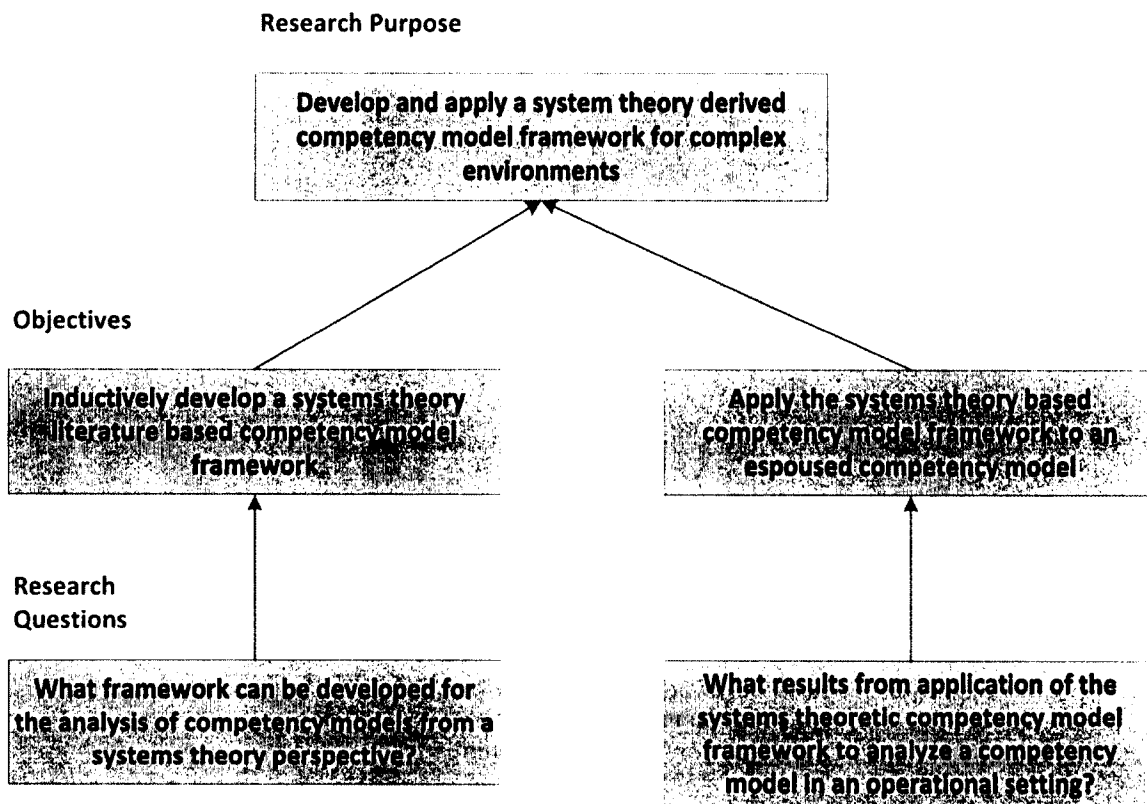 Research Purpose
Develop and apply a system theory derived
competency model framework for complex
environments
Objectives
Inductively develop a systems theory
literature based competency model
framework.
Apply the systems theory based
competency model framework to an
espoused competency model
Research
Questions
What framework can be developed for
the analysis of competency models from a
systems theory perspective?
What results from application of the
systems theoretic competency model
framework to analyze a competency
model in an operational setting?